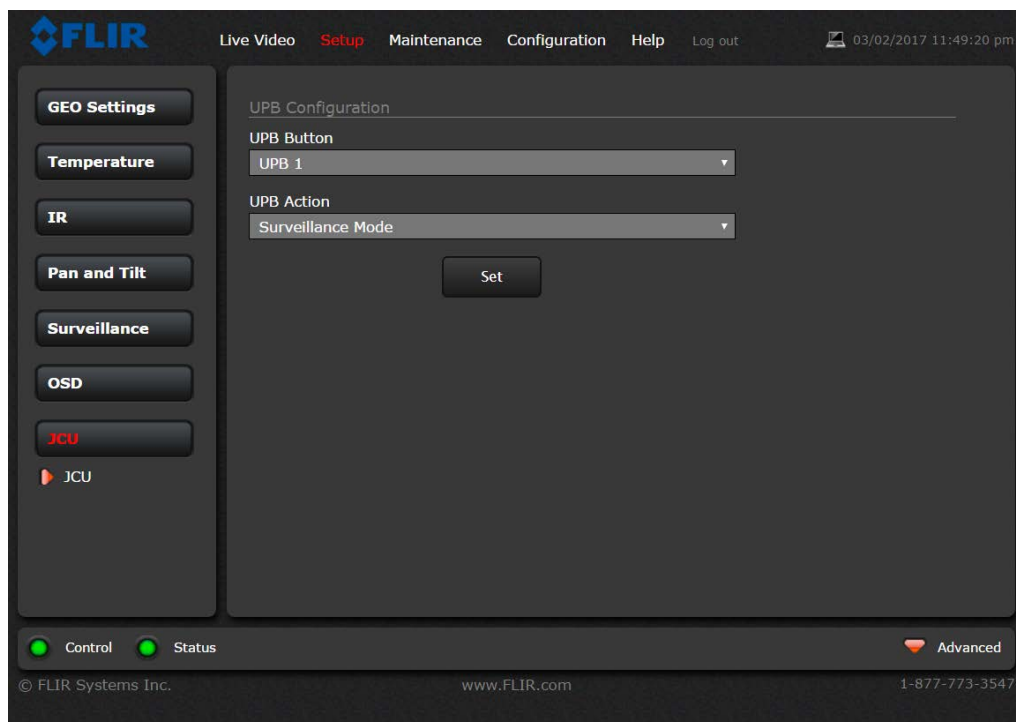 FLIR
Live Video Setup Maintenance Configuration Help Log out 03/02/2017 11:49:20 pm
GEO Settings
Temperature
IR
Pan and Tilt
Surveillance
OSD
JCU
JCU
UPB Configuration
UPB Button
UPB 1
UPB Action
Surveillance Mode
Set
Control Status Advanced
© FLIR Systems Inc. www.FLIR.com 1-877-773-3547